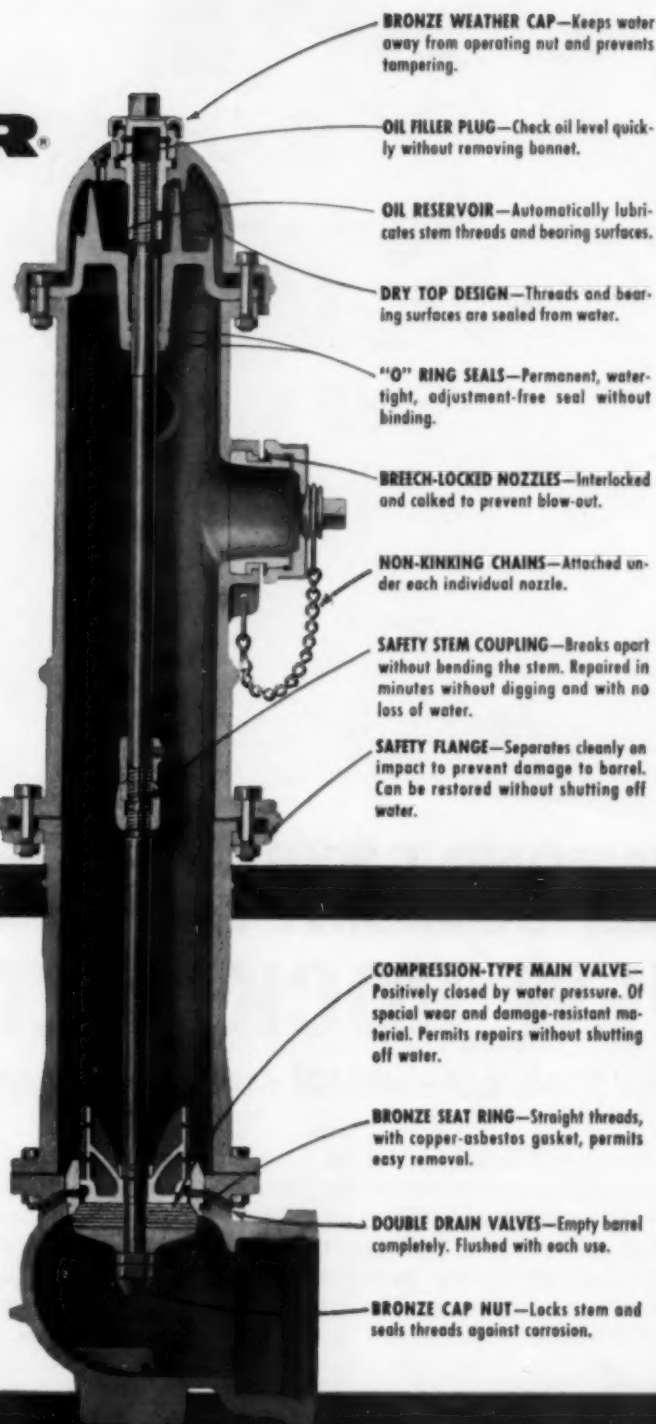 R®
BRONZE WEATHER CAP—Keeps water
away from operating nut and prevents
tampering.
OIL FILLER PLUG—Check oil level quick-
ly without removing bonnet.
OIL RESERVOIR—Automatically lubri-
cates stem threads and bearing surfaces.
DRY TOP DESIGN—Threads and bear-
ing surfaces are sealed from water.
"O" RING SEALS—Permanent, water-
tight, adjustment-free seal without
binding.
BREECH-LOCKED NOZZLES—Interlocked
and calked to prevent blow-out.
NON-KINKING CHAINS—Attached un-
der each individual nozzle.
SAFETY STEM COUPLING—Breaks apart
without bending the stem. Repaired in
minutes without digging and with no
loss of water.
SAFETY FLANGE—Separates cleanly on
impact to prevent damage to barrel.
Can be restored without shutting off
water.
COMPRESSION-TYPE MAIN VALVE—
Positively closed by water pressure. Of
special wear and damage-resistant ma-
terial. Permits repairs without shutting
off water.
BRONZE SEAT RING—Straight threads,
with copper-asbestos gasket, permits
easy removal.
DOUBLE DRAIN VALVES—Empty barrel
completely. Flushed with each use.
BRONZE CAP NUT—Locks stem and
seals threads against corrosion.